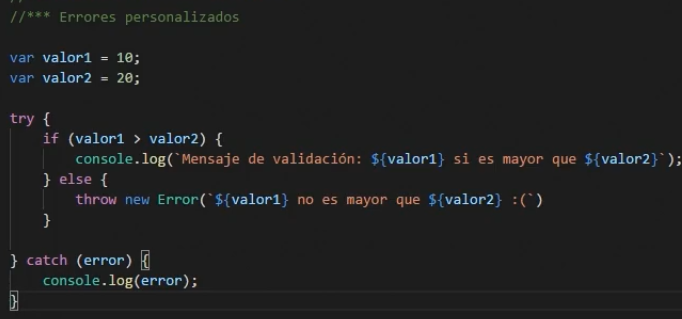 //*** Errores personalizados
var valor1 = 10;
var valor2 = 20;
try {
if (valor1 > valor2) {
console.log(`Mensaje de validación: ${valor1} si es mayor que ${valor2}`);
} else {
throw new Error(`${valor1} no es mayor que ${valor2} :(`)
}
} catch (error) {
console.log(error);
}